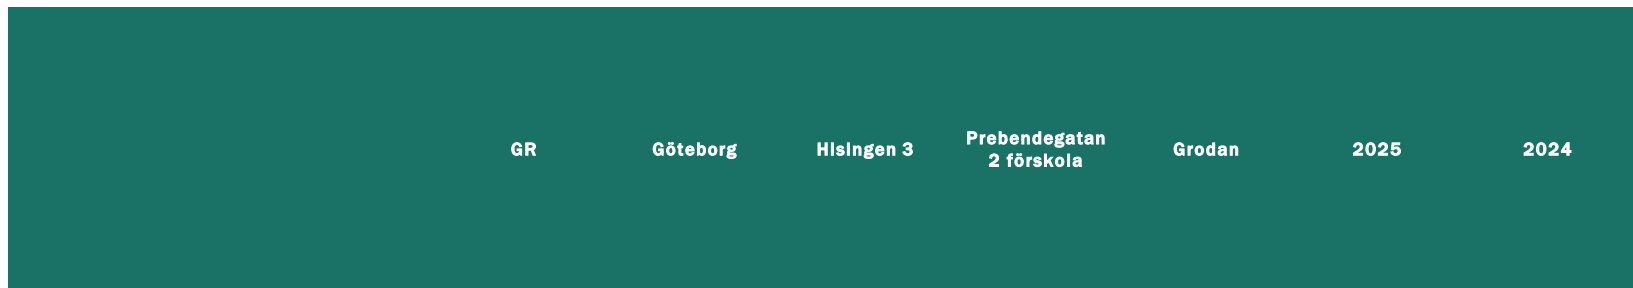 GR
Göteborg
Hisingen 3
Prebendegatan
2 förskola
Grodan
2025
2024